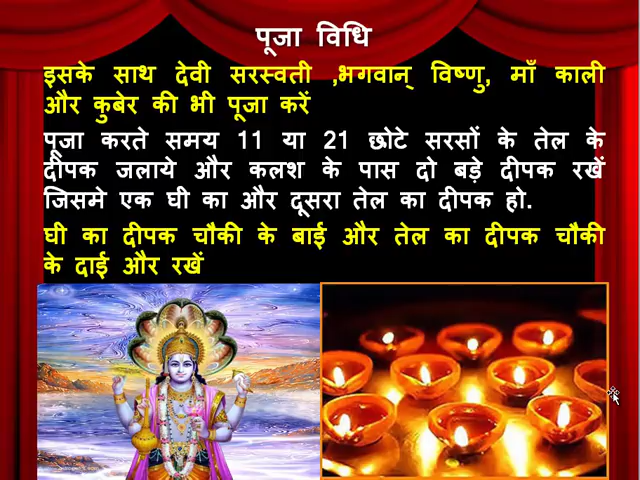 पूजा विधि
इसके साथ देवी सरस्वती ,भगवान् विष्णु, माँ काली
और कुबेर की भी पूजा करें
पूजा करते समय 11 या 21 छोटे सरसों के तेल के
दीपक जलाये और कलश के पास दो बड़े दीपक रखें
जिसमे एक घी का और दूसरा तेल का दीपक हो.
घी का दीपक चौकी के बाई और तेल का दीपक चौकी
के दाई और रखें